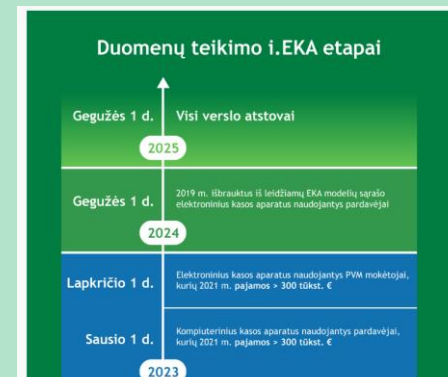 Duomenų teikimo i.EKA etapai
Gegužės 1 d.
Visi verslo atstovai
2025
Gegužės 1 d.
2019 m. išbrauktus iš leidžiamų EKA modelių sąrašo
elektroninius kasos aparatus naudojantys pardavėjai
2024
Lapkričio 1 d.
Elektroninius kasos aparatus naudojantys PVM mokėtojai,
kurių 2021 m. pajamos > 300 tūkst. €
Sausio 1 d.
Kompiuterinius kasos aparatus naudojantys pardavėjai,
kurių 2021 m. pajamos > 300 tūkst. €
2023